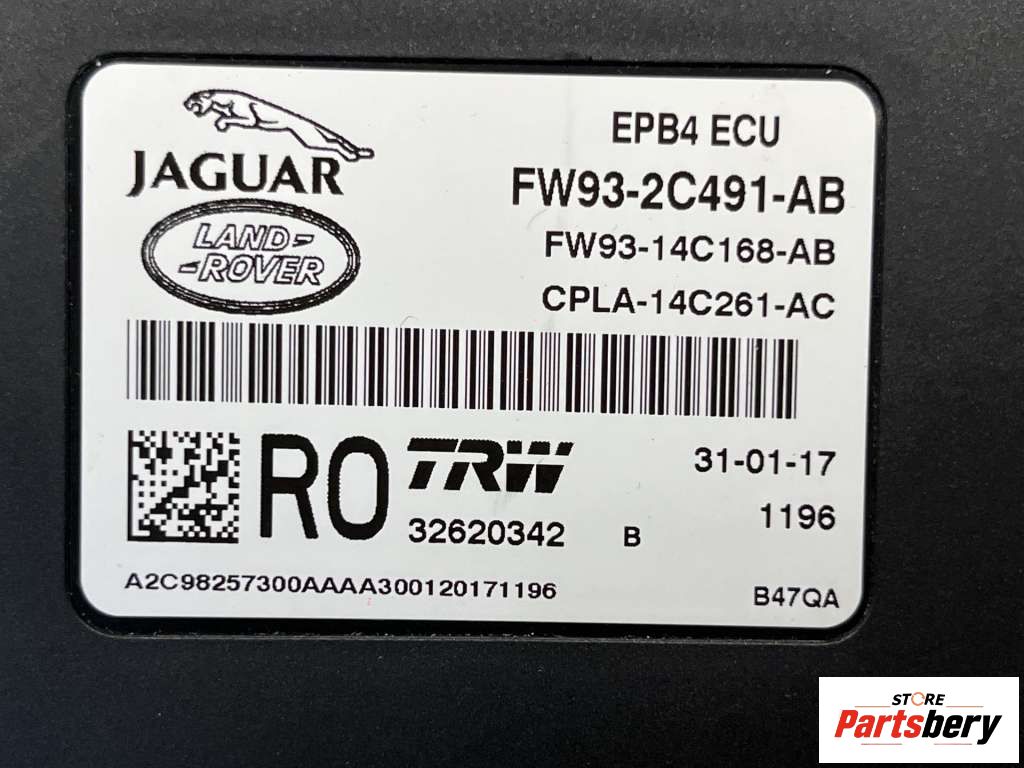 JAGUAR
LAND-
-ROVER
EPB4 ECU
FW93-2C491-AB
FW93-14C168-AB
CPLA-14C261-AC
R0
TRW
32620342 B
31-01-17
1196
A2C98257300AAAA300120171196
B47QA
STORE
Partsbery